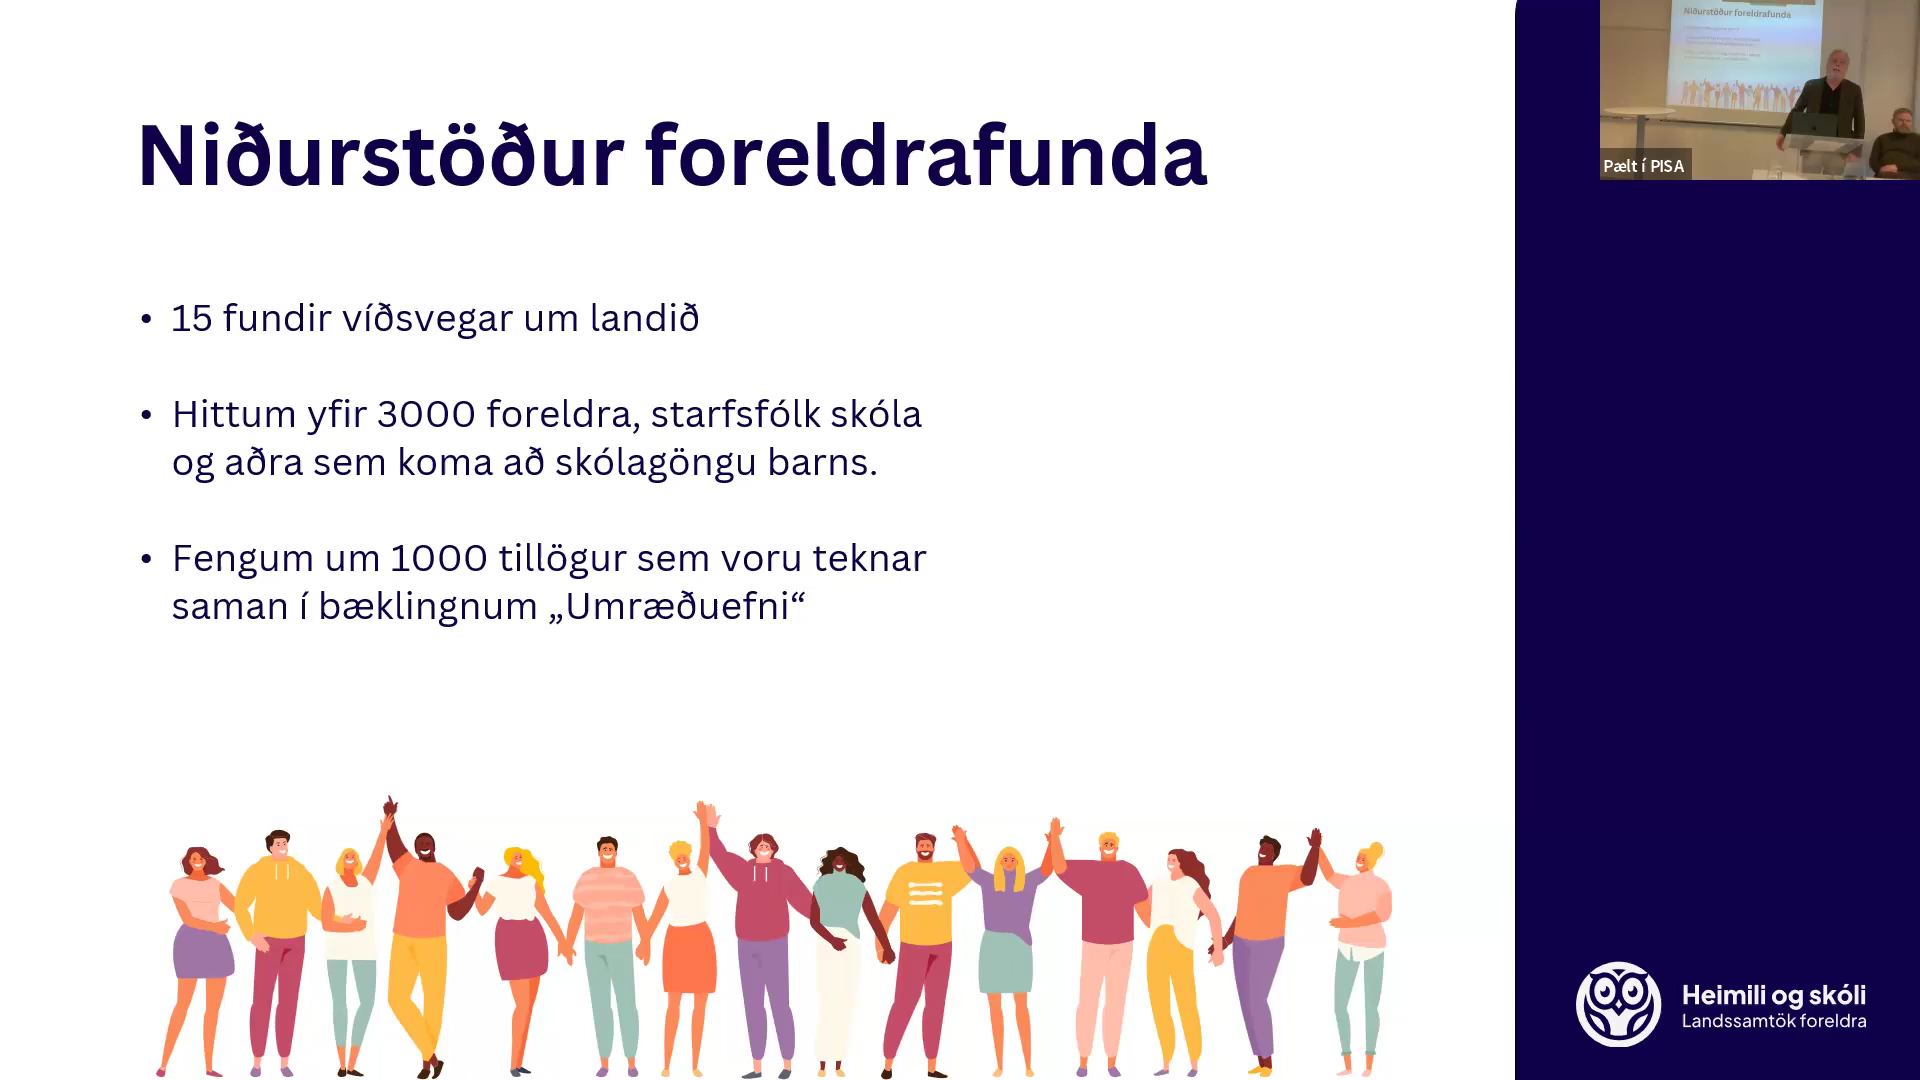 Niðurstöður foreldrafunda
• 15 fundir víðsvegar um landið
• Hittum yfir 3000 foreldra, starfsfólk skóla
og aðra sem koma að skólagöngu barns.
• Fengum um 1000 tillögur sem voru teknar
saman í bæklingnum „Umræðuefni“
Niðurstöður foreldrafunda
Pælt í PISA
Heimili og skóli
Landssamtök foreldra